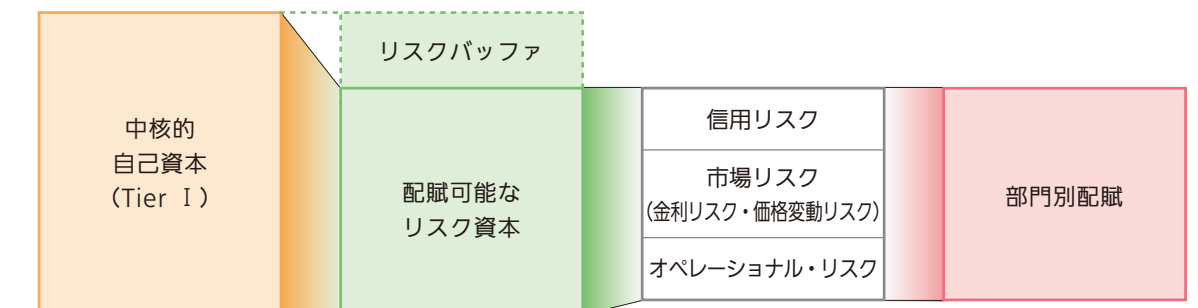 中核的
自己資本
(Tier Ⅰ)
リスクバッファ
配賦可能な
リスク資本
信用リスク
市場リスク
(金利リスク・価格変動リスク)
オペレーショナル・リスク
部門別配賦